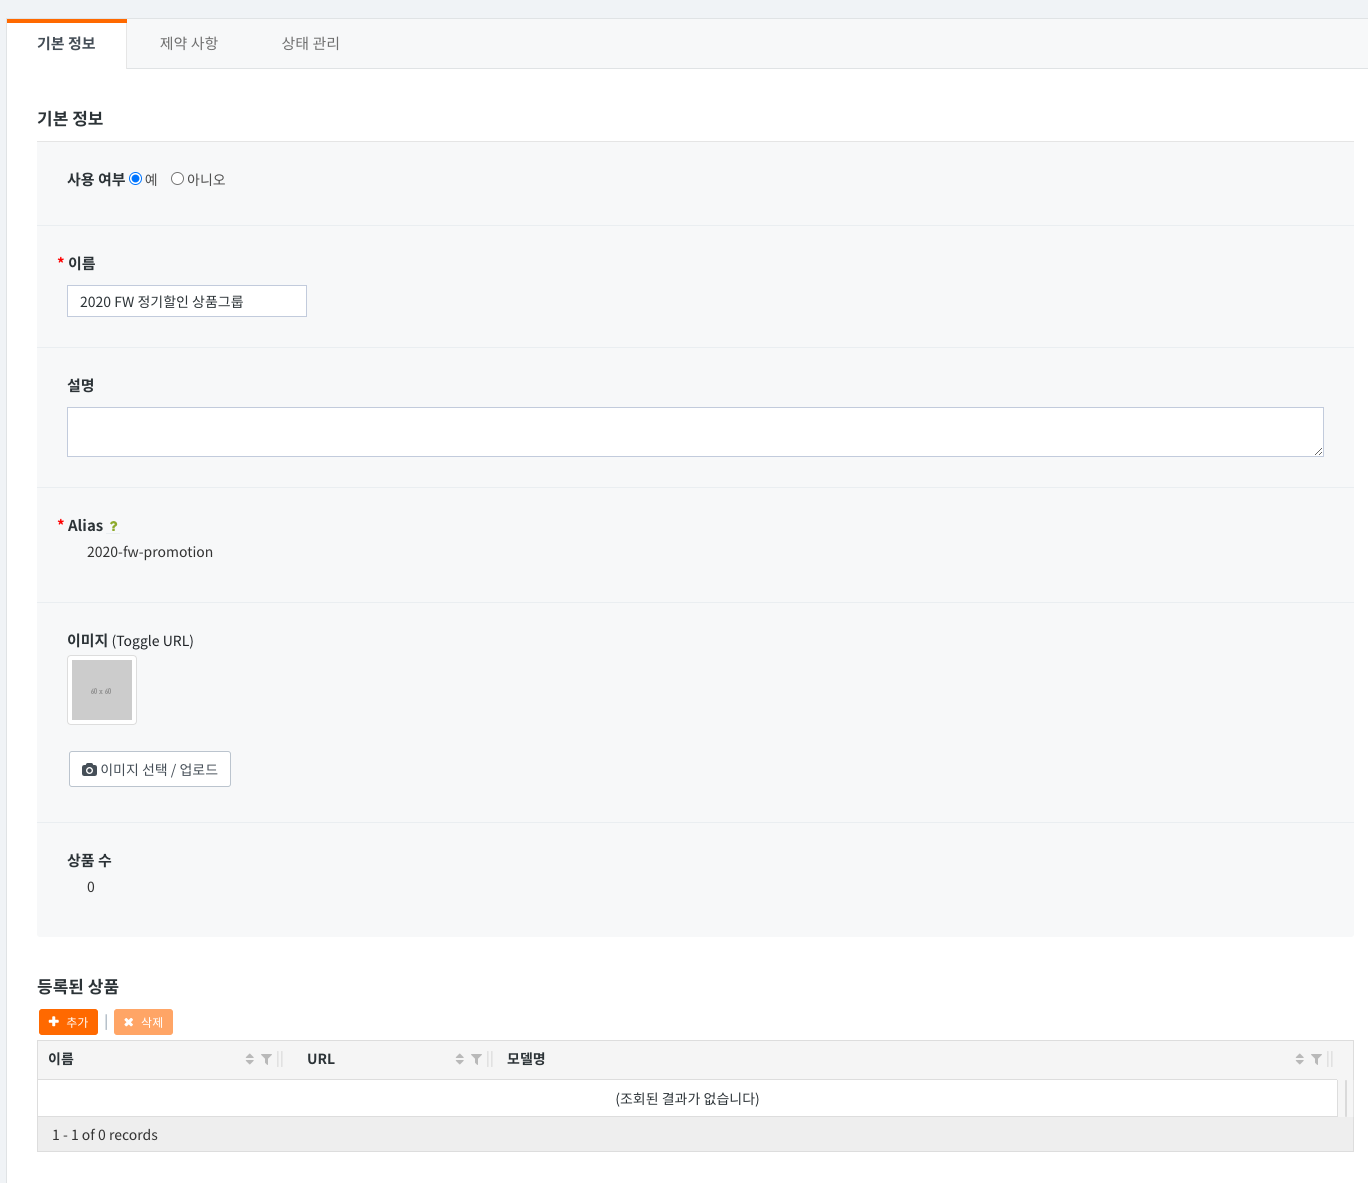 기본 정보 제약 사항 상태 관리
기본 정보
사용 여부 예 아니오
* 이름
2020 FW 정기할인 상품그룹
설명
* Alias ?
2020-fw-promotion
이미지 (Toggle URL)
60 x 60
이미지 선택 / 업로드
상품 수
0
등록된 상품
추가 | 삭제
이름 URL 모델명
(조회된 결과가 없습니다)
1 - 1 of 0 records